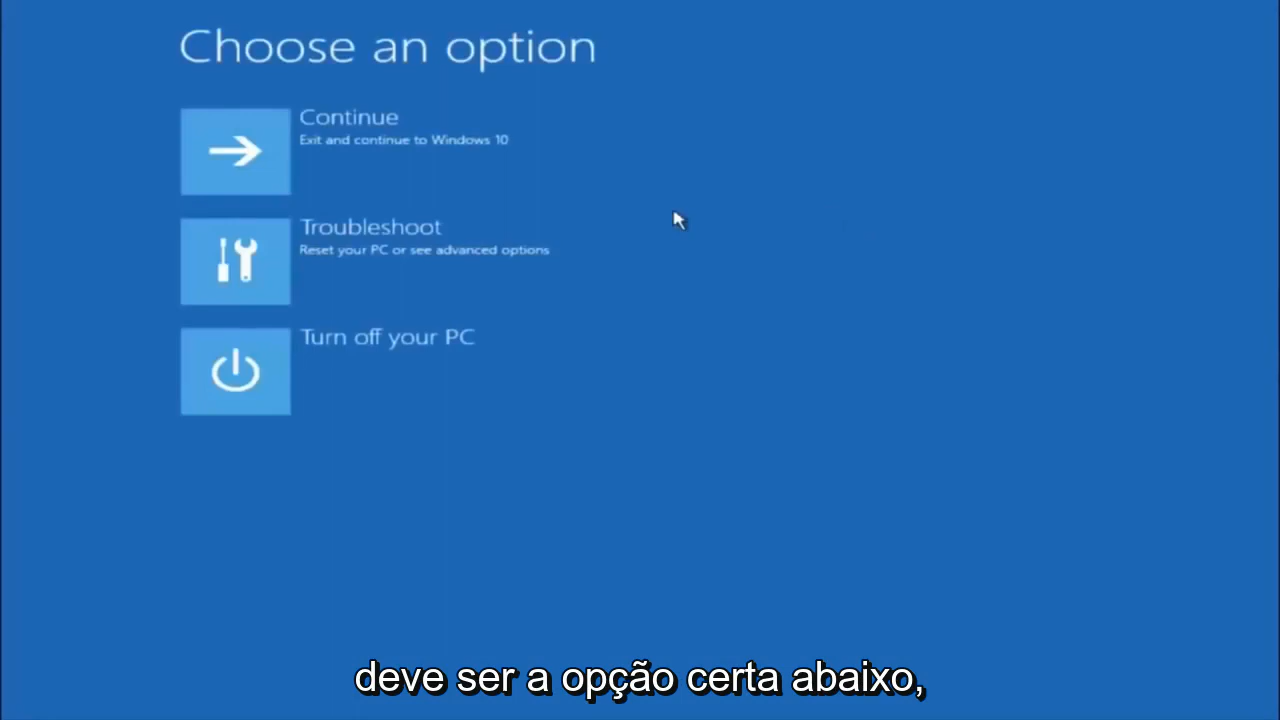 Choose an option
Continue
Exit and continue to Windows 10
Troubleshoot
Reset your PC or see advanced options
Turn off your PC
deve ser a opção certa abaixo,